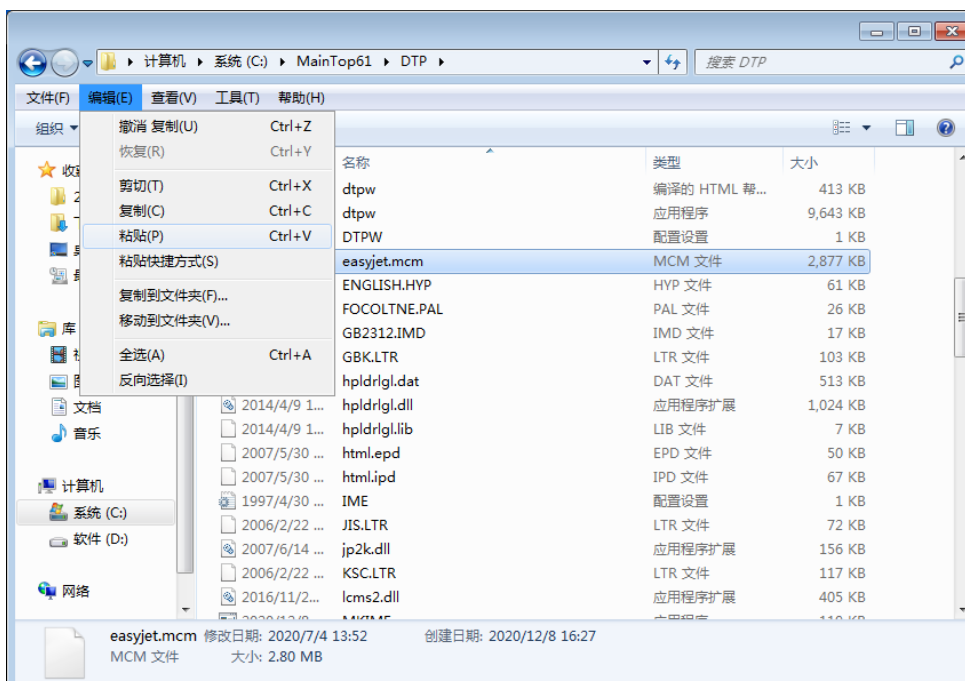 计算机 系统 (C:) MainTop61 DTP 搜索 DTP
文件(F) 编辑(E) 查看(V) 工具(T) 帮助(H)
组织
撤消 复制(U) Ctrl+Z
恢复(R) Ctrl+Y
剪切(T) Ctrl+X
复制(C) Ctrl+C
粘贴(P) Ctrl+V
粘贴快捷方式(S)
复制到文件夹(F)...
移动到文件夹(V)...
全选(A) Ctrl+A
反向选择(I)
名称 类型 大小
dtpw 编译的 HTML 帮... 413 KB
dtpw 应用程序 9,643 KB
DTPW 配置设置 1 KB
easyjet.mcm MCM 文件 2,877 KB
ENGLISH.HYP HYP 文件 61 KB
FOCOLTNE.PAL PAL 文件 26 KB
GB2312.IMD IMD 文件 17 KB
GBK.LTR LTR 文件 103 KB
hpldrlgl.dat DAT 文件 513 KB
2014/4/9 1... hpldrlgl.dll 应用程序扩展 1,024 KB
2014/4/9 1... hpldrlgl.lib LIB 文件 7 KB
2007/5/30 ... html.epd EPD 文件 50 KB
2007/5/30 ... html.ipd IPD 文件 67 KB
1997/4/30 ... IME 配置设置 1 KB
2006/2/22 ... JIS.LTR LTR 文件 72 KB
2007/6/14 ... jp2k.dll 应用程序扩展 156 KB
2006/2/22 ... KSC.LTR LTR 文件 117 KB
2016/11/2... lcms2.dll 应用程序扩展 405 KB
库
文档
音乐
计算机
系统 (C:)
软件 (D:)
网络
easyjet.mcm 修改日期: 2020/7/4 13:52 创建日期: 2020/12/8 16:27
MCM 文件 大小: 2.80 MB